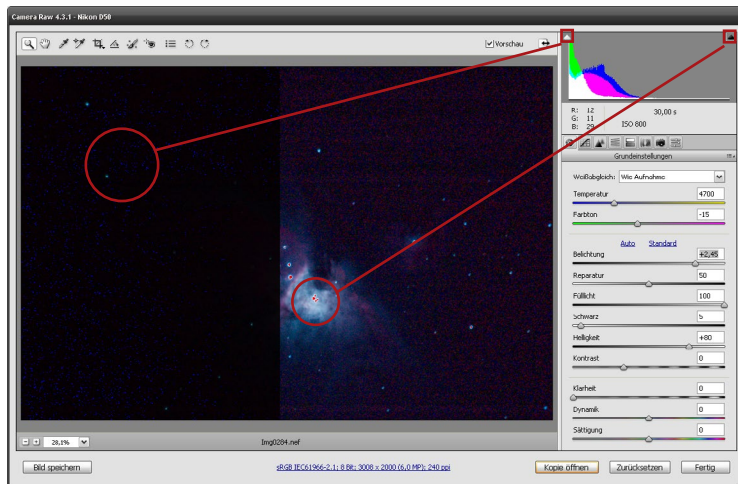 Camera Raw 4.3.1 - Nikon D50
Vorschau
R: 12
G: 11
B: 29
30,00 s
ISO 800
Grundeinstellungen
Weißabgleich: Wie Aufnahme
Temperatur 4700
Farbton -15
Auto Standard
Belichtung +2,45
Reparatur 50
Fülllicht 100
Schwarz 5
Helligkeit +80
Kontrast 0
Klarheit 0
Dynamik 0
Sättigung 0
28,1% Img0284.nef
Bild speichern sRGB IEC61966-2.1; 8 Bit; 3008 x 2000 (6,0 MP); 240 ppi Kopie öffnen Zurücksetzen Fertig